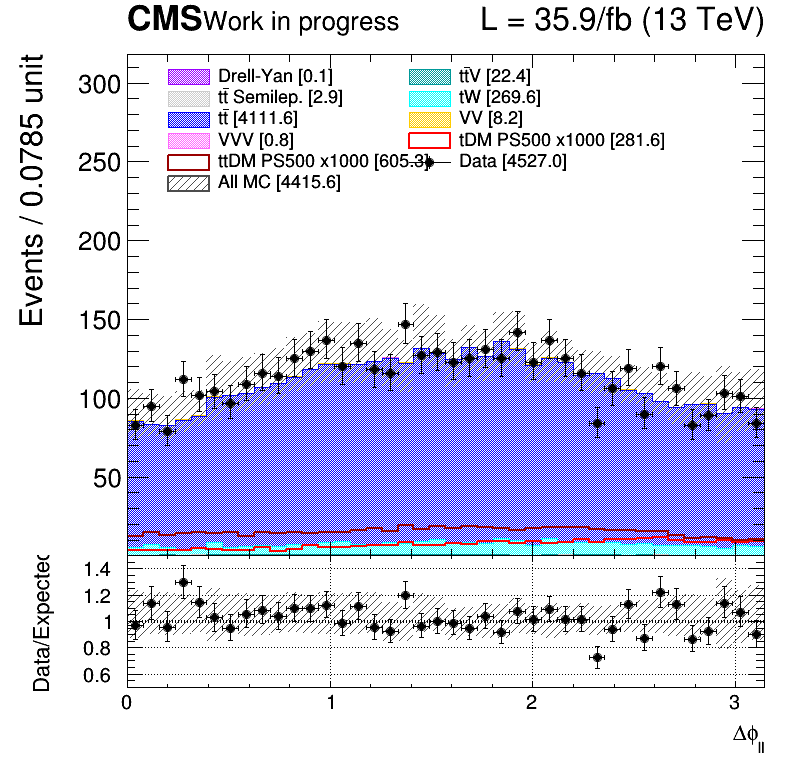 CMS Work in progress L = 35.9/fb (13 TeV)
Events / 0.0785 unit
300
250
200
150
100
50
Drell-Yan [0.1]
tt̄V [22.4]
tt̄ Semilep. [2.9]
tW [269.6]
tt̄ [4111.6]
VV [8.2]
VVV [0.8]
tDM PS500 x1000 [281.6]
ttDM PS500 x1000 [605.3]
Data [4527.0]
All MC [4415.6]
Data/Expected
1.4
1.2
1
0.8
0.6
0 1 2 3
Δϕll